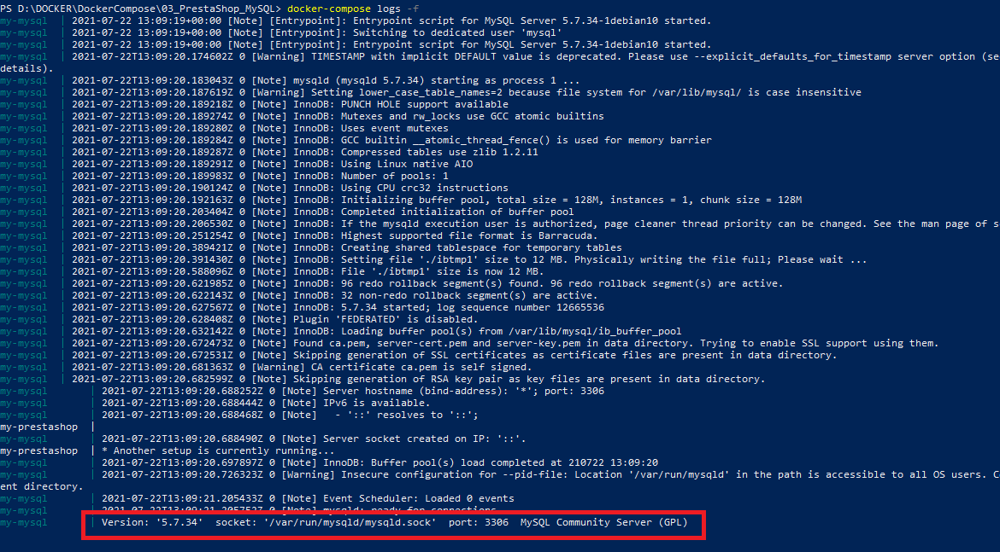 PS D:\DOCKER\DockerCompose\03_PrestaShop_MySQL> docker-compose logs -f
my-mysql | 2021-07-22 13:09:19+00:00 [Note] [Entrypoint]: Entrypoint script for MySQL Server 5.7.34-1debian10 started.
my-mysql | 2021-07-22 13:09:19+00:00 [Note] [Entrypoint]: Switching to dedicated user 'mysql'
my-mysql | 2021-07-22 13:09:19+00:00 [Note] [Entrypoint]: Entrypoint script for MySQL Server 5.7.34-1debian10 started.
my-mysql | 2021-07-22T13:09:20.174602Z 0 [Warning] TIMESTAMP with implicit DEFAULT value is deprecated. Please use --explicit_defaults_for_timestamp server option (se
details).
my-mysql | 2021-07-22T13:09:20.183043Z 0 [Note] mysqld (mysqld 5.7.34) starting as process 1 ...
my-mysql | 2021-07-22T13:09:20.187619Z 0 [Warning] Setting lower_case_table_names=2 because file system for /var/lib/mysql/ is case insensitive
my-mysql | 2021-07-22T13:09:20.189218Z 0 [Note] InnoDB: PUNCH HOLE support available
my-mysql | 2021-07-22T13:09:20.189274Z 0 [Note] InnoDB: Mutexes and rw_locks use GCC atomic builtins
my-mysql | 2021-07-22T13:09:20.189280Z 0 [Note] InnoDB: Uses event mutexes
my-mysql | 2021-07-22T13:09:20.189284Z 0 [Note] InnoDB: GCC builtin __atomic_thread_fence() is used for memory barrier
my-mysql | 2021-07-22T13:09:20.189287Z 0 [Note] InnoDB: Compressed tables use zlib 1.2.11
my-mysql | 2021-07-22T13:09:20.189291Z 0 [Note] InnoDB: Using Linux native AIO
my-mysql | 2021-07-22T13:09:20.189983Z 0 [Note] InnoDB: Number of pools: 1
my-mysql | 2021-07-22T13:09:20.190124Z 0 [Note] InnoDB: Using CPU crc32 instructions
my-mysql | 2021-07-22T13:09:20.192163Z 0 [Note] InnoDB: Initializing buffer pool, total size = 128M, instances = 1, chunk size = 128M
my-mysql | 2021-07-22T13:09:20.203404Z 0 [Note] InnoDB: Completed initialization of buffer pool
my-mysql | 2021-07-22T13:09:20.206530Z 0 [Note] InnoDB: If the mysqld execution user is authorized, page cleaner thread priority can be changed. See the man page of s
my-mysql | 2021-07-22T13:09:20.251254Z 0 [Note] InnoDB: Highest supported file format is Barracuda.
my-mysql | 2021-07-22T13:09:20.389421Z 0 [Note] InnoDB: Creating shared tablespace for temporary tables
my-mysql | 2021-07-22T13:09:20.391430Z 0 [Note] InnoDB: Setting file './ibtmp1' size to 12 MB. Physically writing the file full; Please wait ...
my-mysql | 2021-07-22T13:09:20.588096Z 0 [Note] InnoDB: File './ibtmp1' size is now 12 MB.
my-mysql | 2021-07-22T13:09:20.621985Z 0 [Note] InnoDB: 96 redo rollback segment(s) found. 96 redo rollback segment(s) are active.
my-mysql | 2021-07-22T13:09:20.622143Z 0 [Note] InnoDB: 32 non-redo rollback segment(s) are active.
my-mysql | 2021-07-22T13:09:20.627567Z 0 [Note] InnoDB: 5.7.34 started; log sequence number 12665536
my-mysql | 2021-07-22T13:09:20.628408Z 0 [Note] Plugin 'FEDERATED' is disabled.
my-mysql | 2021-07-22T13:09:20.632142Z 0 [Note] InnoDB: Loading buffer pool(s) from /var/lib/mysql/ib_buffer_pool
my-mysql | 2021-07-22T13:09:20.672473Z 0 [Note] Found ca.pem, server-cert.pem and server-key.pem in data directory. Trying to enable SSL support using them.
my-mysql | 2021-07-22T13:09:20.672531Z 0 [Note] Skipping generation of SSL certificates as certificate files are present in data directory.
my-mysql | 2021-07-22T13:09:20.681363Z 0 [Warning] CA certificate ca.pem is self signed.
my-mysql | 2021-07-22T13:09:20.682599Z 0 [Note] Skipping generation of RSA key pair as key files are present in data directory.
my-mysql | 2021-07-22T13:09:20.688252Z 0 [Note] Server hostname (bind-address): '*'; port: 3306
my-mysql | 2021-07-22T13:09:20.688444Z 0 [Note] IPv6 is available.
my-mysql | 2021-07-22T13:09:20.688468Z 0 [Note]   - '::' resolves to '::';
my-prestashop |
my-mysql | 2021-07-22T13:09:20.688490Z 0 [Note] Server socket created on IP: '::'.
my-prestashop | * Another setup is currently running...
my-mysql | 2021-07-22T13:09:20.697897Z 0 [Note] InnoDB: Buffer pool(s) load completed at 210722 13:09:20
my-mysql | 2021-07-22T13:09:20.726323Z 0 [Warning] Insecure configuration for --pid-file: Location '/var/run/mysqld' in the path is accessible to all OS users. C
ent directory.
my-mysql | 2021-07-22T13:09:21.205433Z 0 [Note] Event Scheduler: Loaded 0 events
my-mysql | 2021-07-22T13:09:21.205752Z 0 [Note] mysqld: ready for connections.
my-mysql | Version: '5.7.34'  socket: '/var/run/mysqld/mysqld.sock'  port: 3306  MySQL Community Server (GPL)